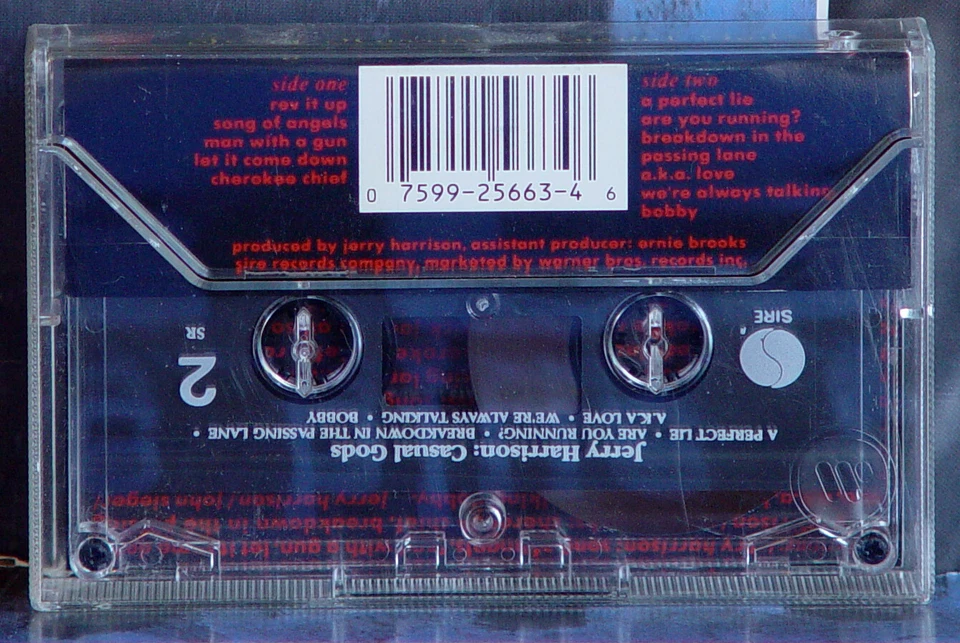 side one
rev it up
song of angels
man with a gun
let it come down
cherokee chief
0 7599-25663-4 6
side two
a perfect lie
are you running?
breakdown in the
passing lane
a.k.a. love
we're always talking
bobby
produced by jerry harrison, assistant producer: ernie brooks
sire records company, marketed by warner bros. records inc.
SIRE
2
SR
Jerry Harrison: Casual Gods
A PERFECT LIE • ARE YOU RUNNING? • BREAKDOWN IN THE PASSING LANE •
A.K.A LOVE • WE'RE ALWAYS TALKING • BOBBY